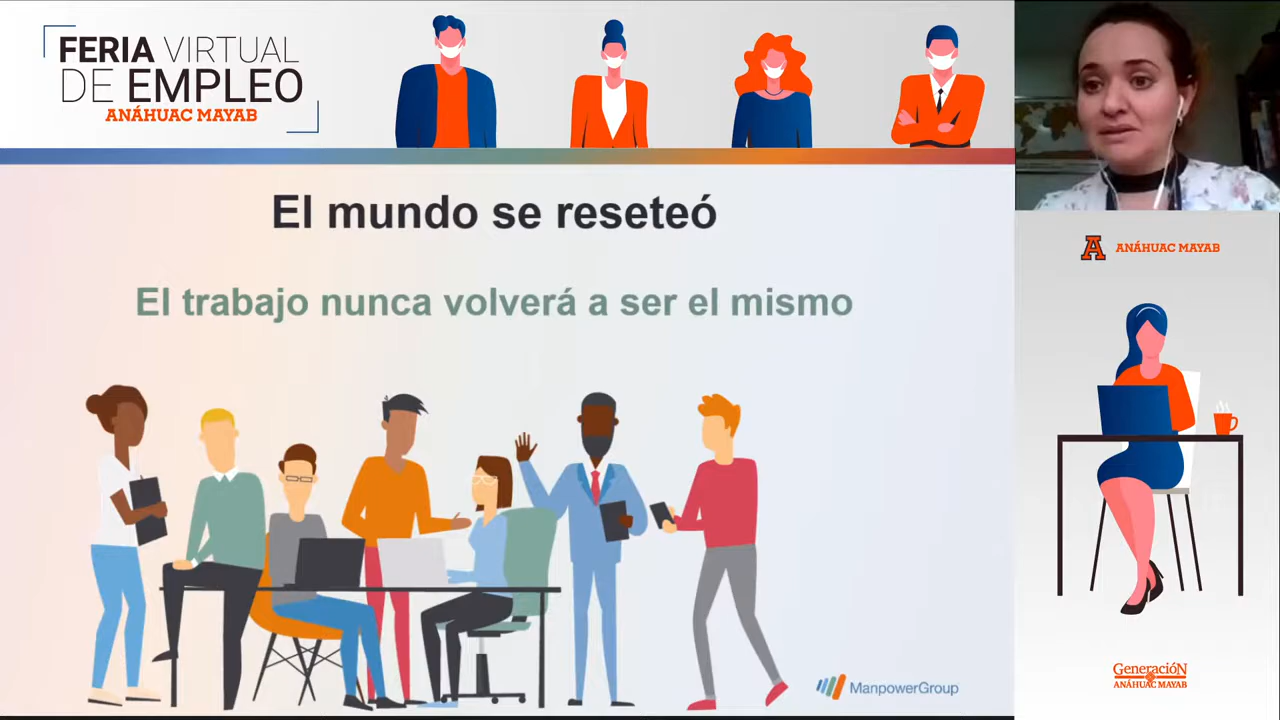 FERIA VIRTUAL
DE EMPLEO
ANÁHUAC MAYAB
El mundo se reseteó
El trabajo nunca volverá a ser el mismo
ManpowerGroup
A ANÁHUAC MAYAB
GeneracióN
ANÁHUAC MAYAB